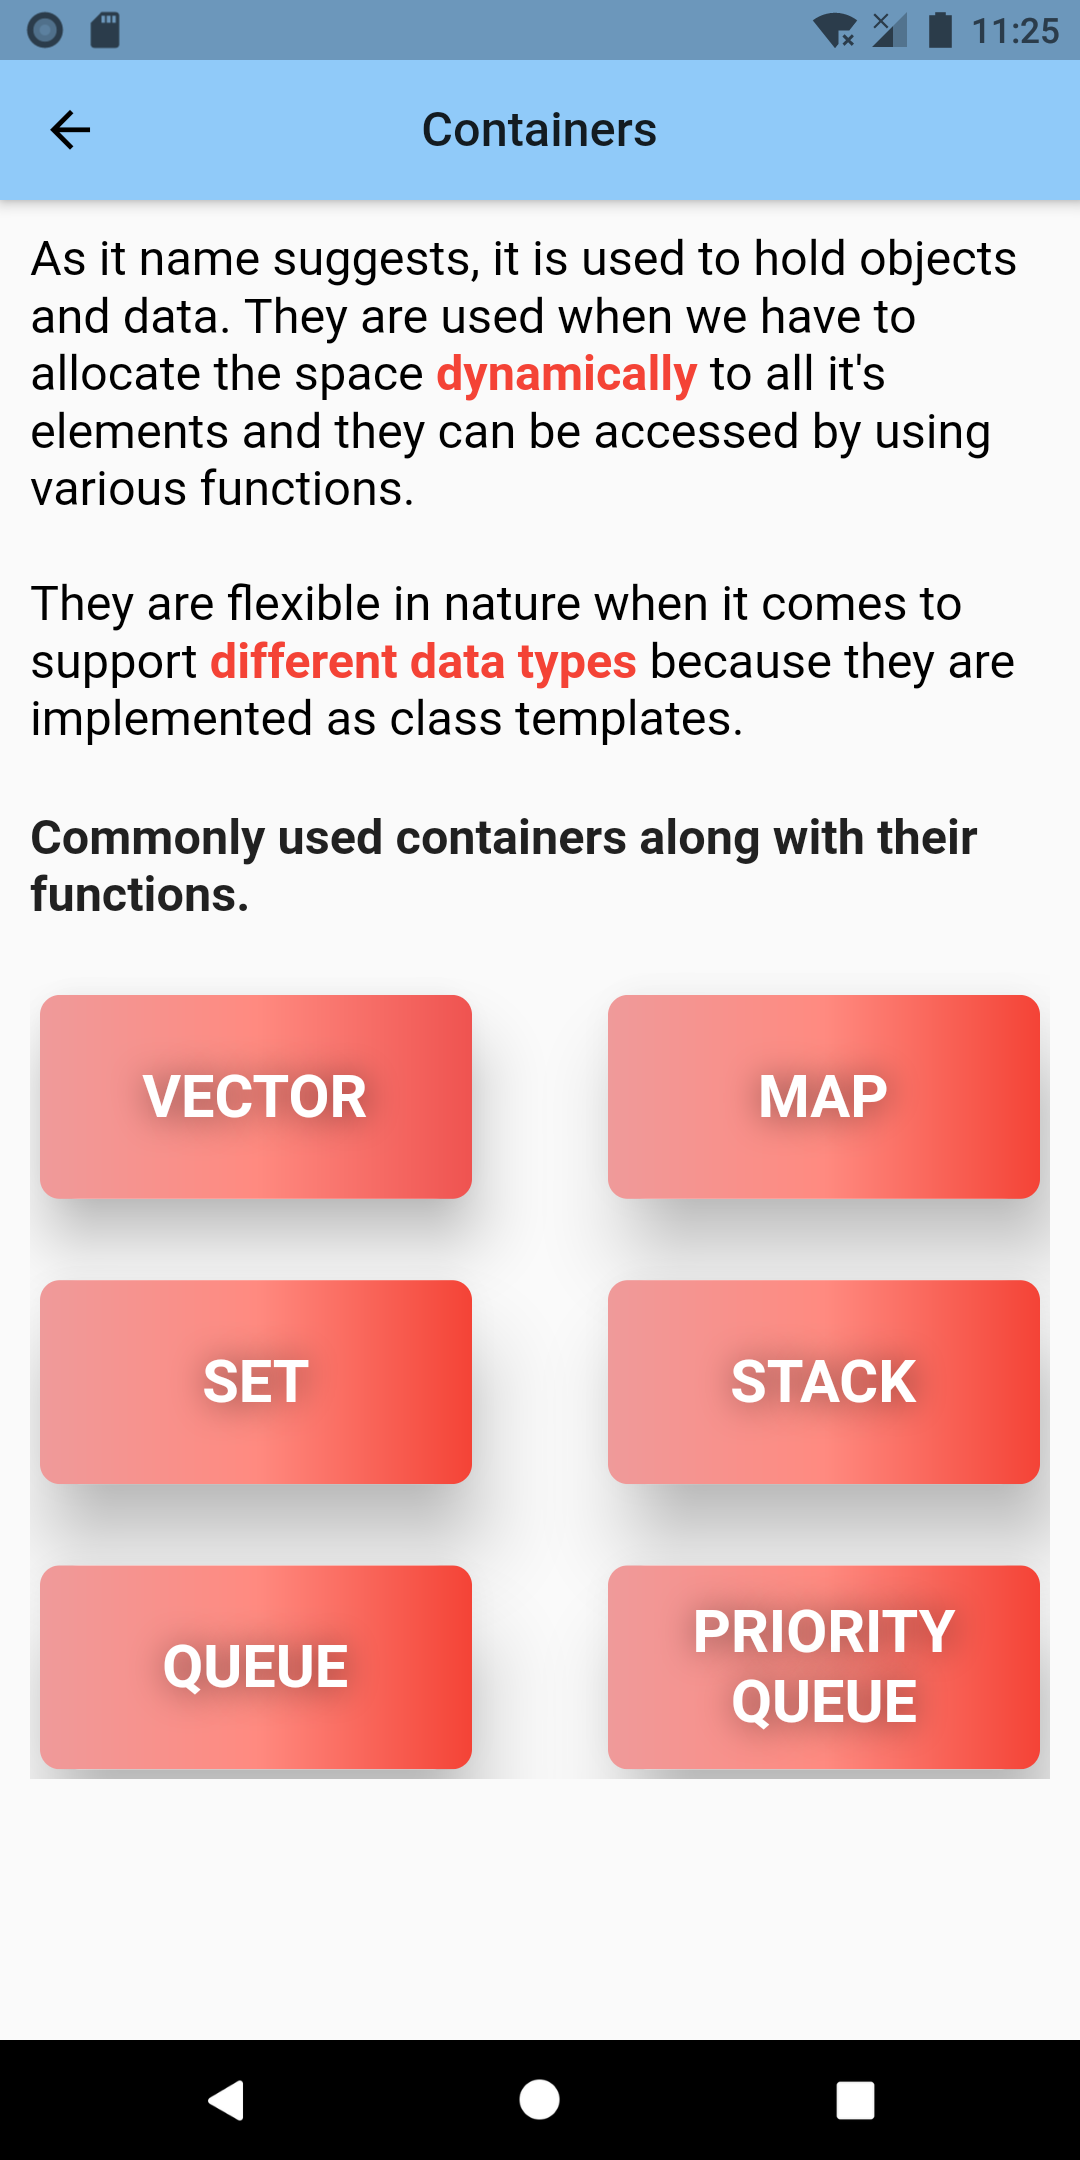 11:25
Containers
As it name suggests, it is used to hold objects
and data. They are used when we have to
allocate the space dynamically to all it's
elements and they can be accessed by using
various functions.
They are flexible in nature when it comes to
support different data types because they are
implemented as class templates.
Commonly used containers along with their
functions.
VECTOR
MAP
SET
STACK
QUEUE
PRIORITY
QUEUE